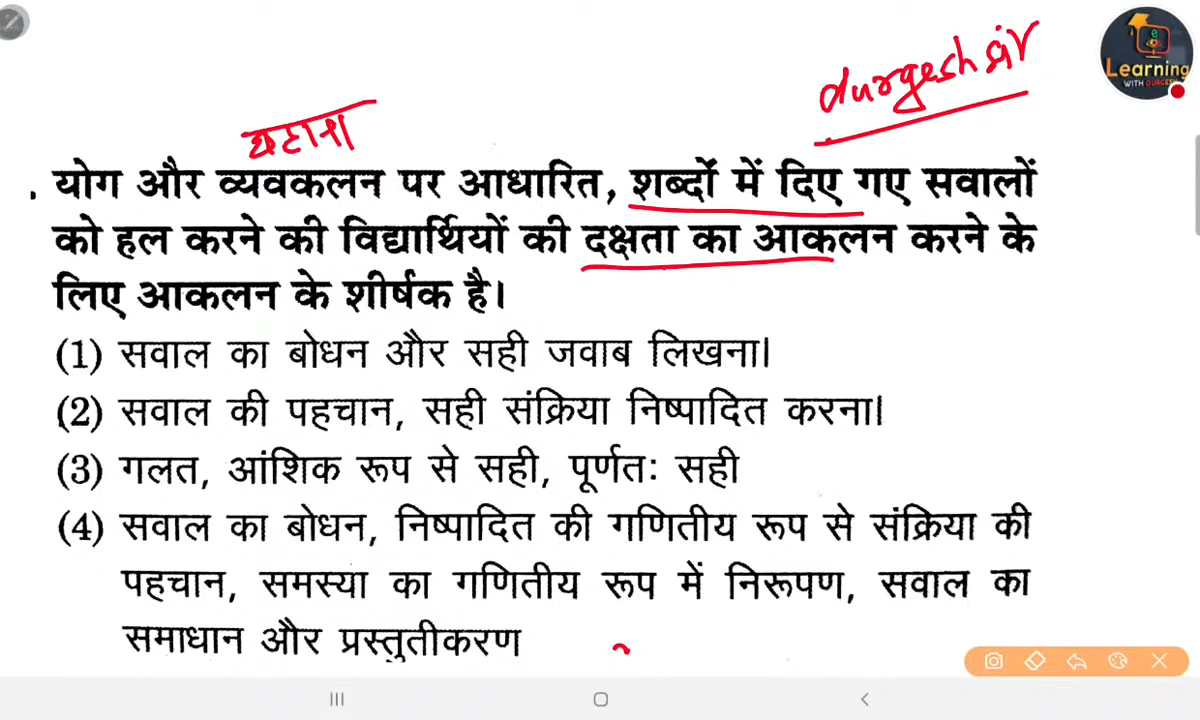 durgesh sir
e
Learning
WITH DURGESH
घटाना
. योग और व्यवकलन पर आधारित, शब्दों में दिए गए सवालों
को हल करने की विद्यार्थियों की दक्षता का आकलन करने के
लिए आकलन के शीर्षक है।
(1) सवाल का बोधन और सही जवाब लिखना।
(2) सवाल की पहचान, सही संक्रिया निष्पादित करना।
(3) गलत, आंशिक रूप से सही, पूर्णतः सही
(4) सवाल का बोधन, निष्पादित की गणितीय रूप से संक्रिया की
पहचान, समस्या का गणितीय रूप में निरूपण, सवाल का
समाधान और प्रस्तुतीकरण